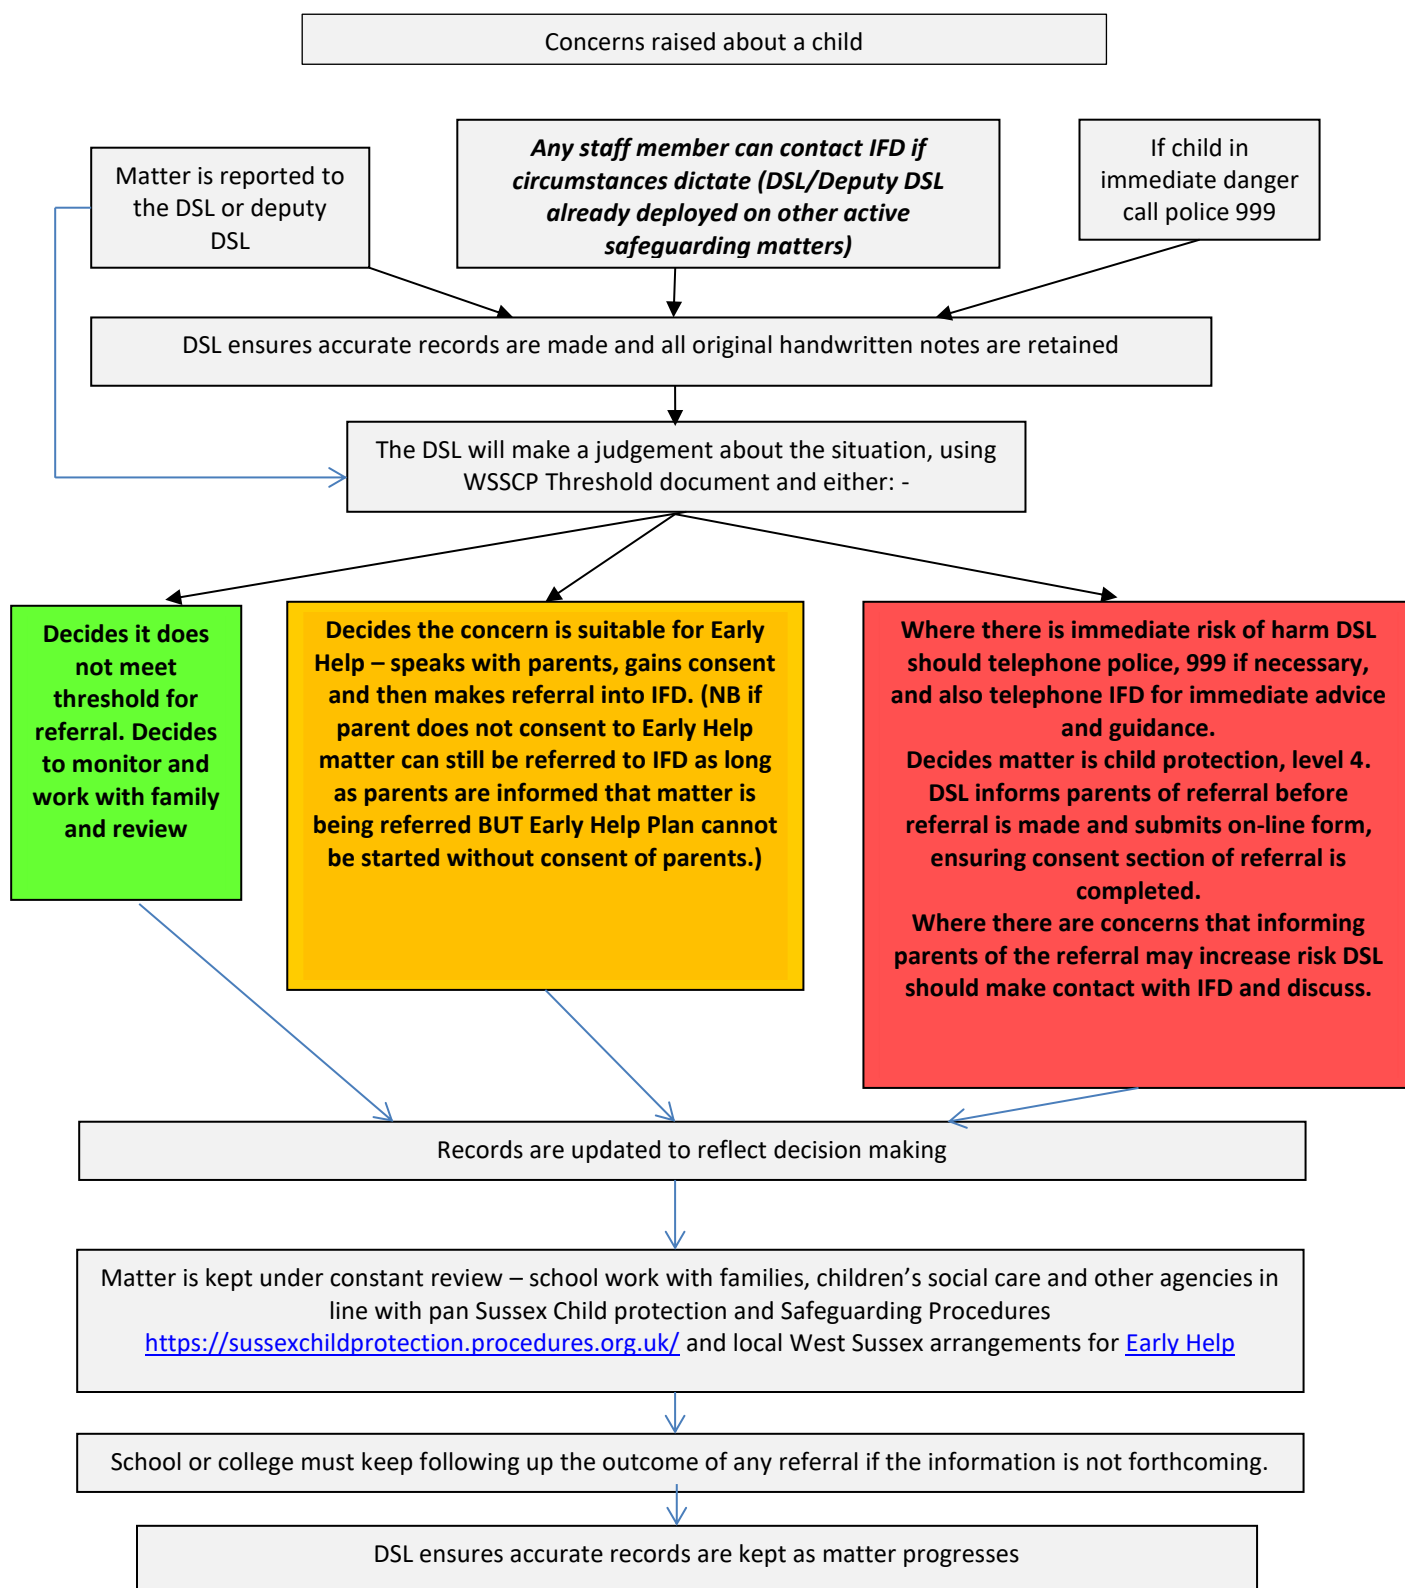 Concerns raised about a child
Matter is reported to
the DSL or deputy
DSL
Any staff member can contact IFD if
circumstances dictate (DSL/Deputy DSL
already deployed on other active
safeguarding matters)
If child in
immediate danger
call police 999
DSL ensures accurate records are made and all original handwritten notes are retained
The DSL will make a judgement about the situation, using
WSSCP Threshold document and either: -
Decides it does
not meet
threshold for
referral. Decides
to monitor and
work with family
and review
Decides the concern is suitable for Early
Help – speaks with parents, gains consent
and then makes referral into IFD. (NB if
parent does not consent to Early Help
matter can still be referred to IFD as long
as parents are informed that matter is
being referred BUT Early Help Plan cannot
be started without consent of parents.)
Where there is immediate risk of harm DSL
should telephone police, 999 if necessary,
and also telephone IFD for immediate advice
and guidance.
Decides matter is child protection, level 4.
DSL informs parents of referral before
referral is made and submits on-line form,
ensuring consent section of referral is
completed.
Where there are concerns that informing
parents of the referral may increase risk DSL
should make contact with IFD and discuss.
Records are updated to reflect decision making
Matter is kept under constant review – school work with families, children’s social care and other agencies in
line with pan Sussex Child protection and Safeguarding Procedures
https://sussexchildprotection.procedures.org.uk/ and local West Sussex arrangements for Early Help
School or college must keep following up the outcome of any referral if the information is not forthcoming.
DSL ensures accurate records are kept as matter progresses